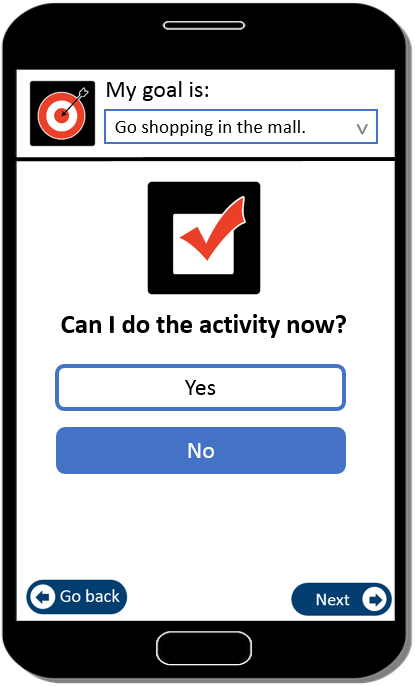 My goal is:
Go shopping in the mall.
Can I do the activity now?
Yes
No
Go back
Next